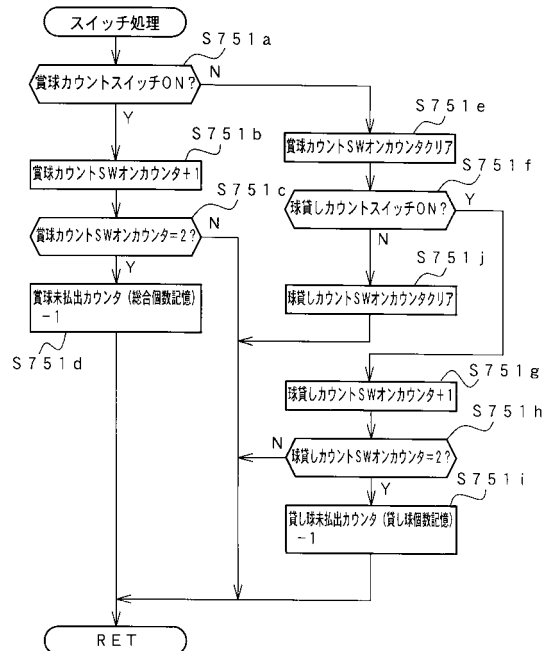 スイッチ処理
S751a
賞球カウントスイッチON?
N
Y
S751b
賞球カウントSWオンカウンタ+1
S751c
賞球カウントSWオンカウンタ=2?
N
Y
賞球未払出カウンタ(総合個数記憶)
-1
S751d
S751e
賞球カウントSWオンカウンタクリア
S751f
球貸しカウントスイッチON?
Y
N
S751j
球貸しカウントSWオンカウンタクリア
S751g
球貸しカウントSWオンカウンタ+1
S751h
N
球貸しカウントSWオンカウンタ=2?
Y
S751i
貸し球未払出カウンタ(貸し球個数記憶)
-1
RET